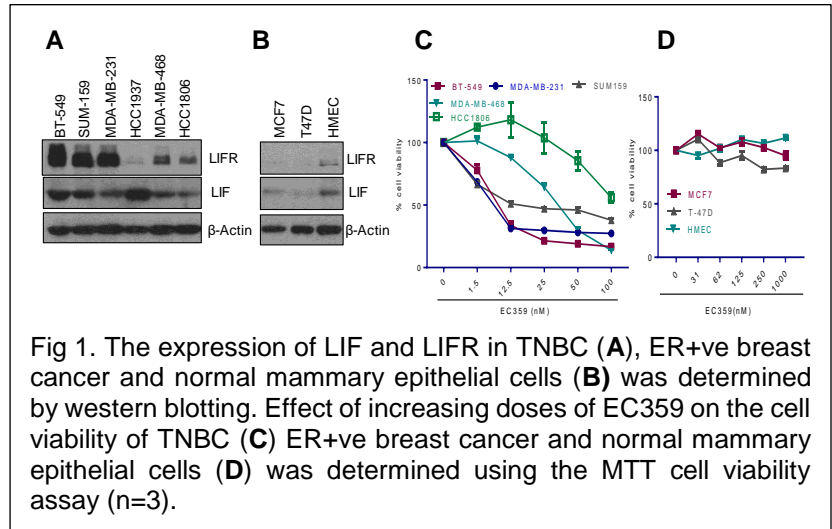 A
B
C
D
BT-549
SUM-159
MDA-MB-231
HCC1937
MDA-MB-468
HCC1806
LIFR
LIF
β-Actin
MCF7
T47D
HMEC
LIFR
LIF
β-Actin
BT-549 MDA-MB-231 SUM159
MDA-MB-468
HCC1806
% cell viability
150
100
50
0
0 1.5 12.5 25 50 100
EC359 (nM)
% cell viability
150
100
50
0
MCF7
T-47D
HMEC
0 31 62 125 250 1000
EC359(nM)
Fig 1. The expression of LIF and LIFR in TNBC (A), ER+ve breast
cancer and normal mammary epithelial cells (B) was determined
by western blotting. Effect of increasing doses of EC359 on the cell
viability of TNBC (C) ER+ve breast cancer and normal mammary
epithelial cells (D) was determined using the MTT cell viability
assay (n=3).